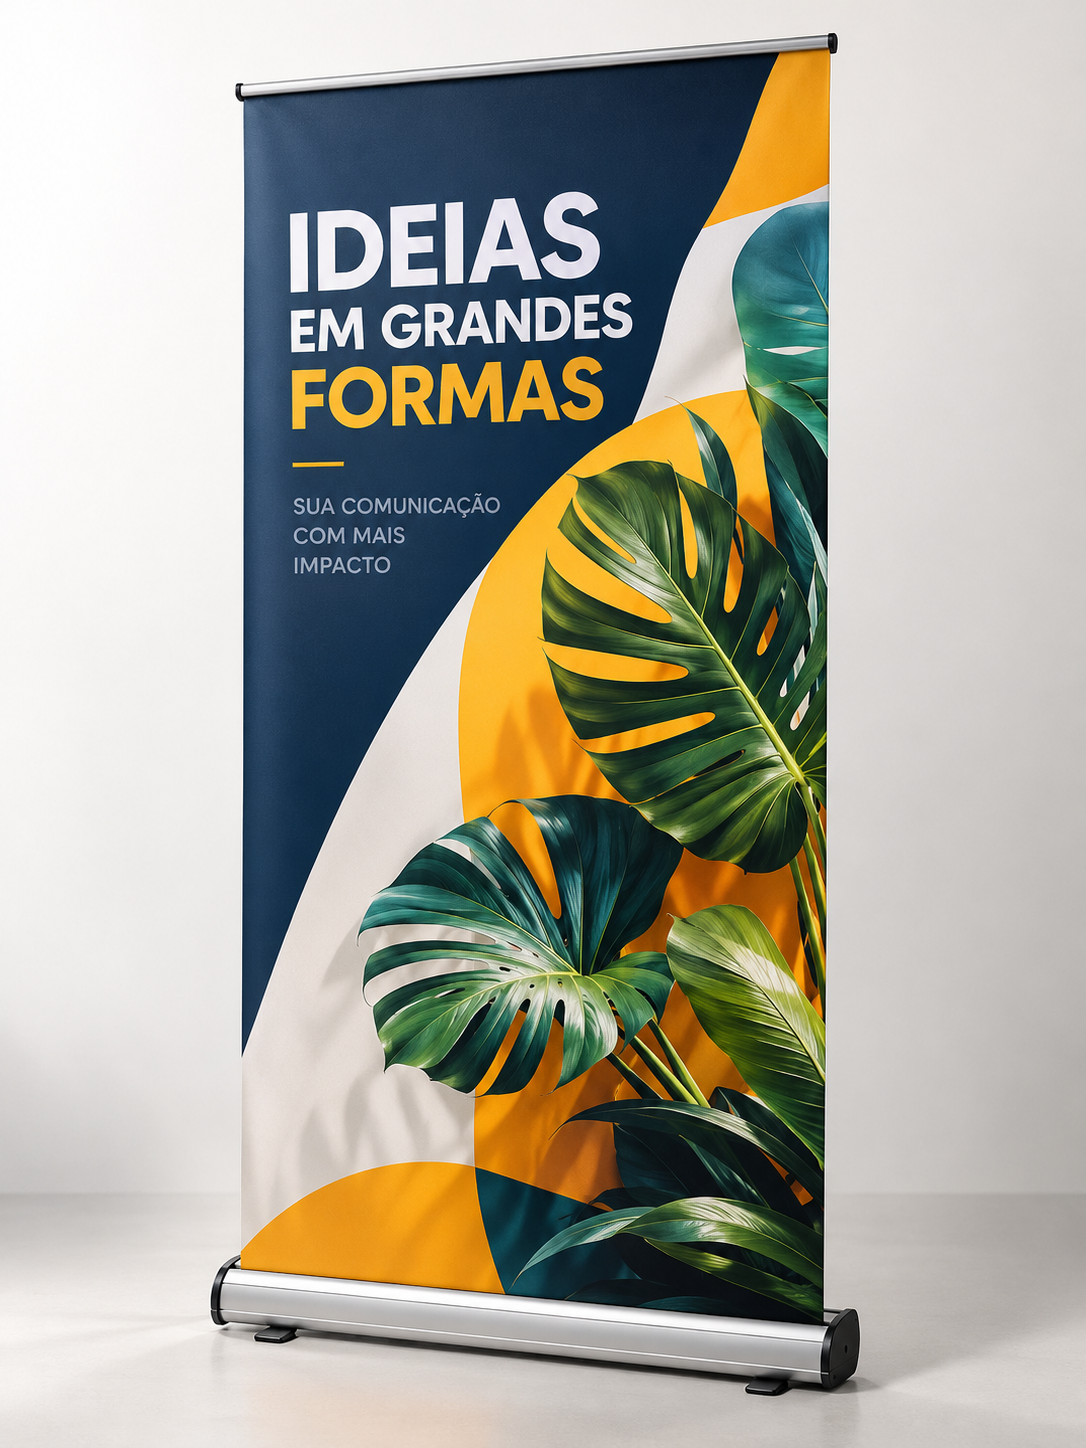 IDEIAS
EM GRANDES
FORMAS
SUA COMUNICAÇÃO
COM MAIS
IMPACTO